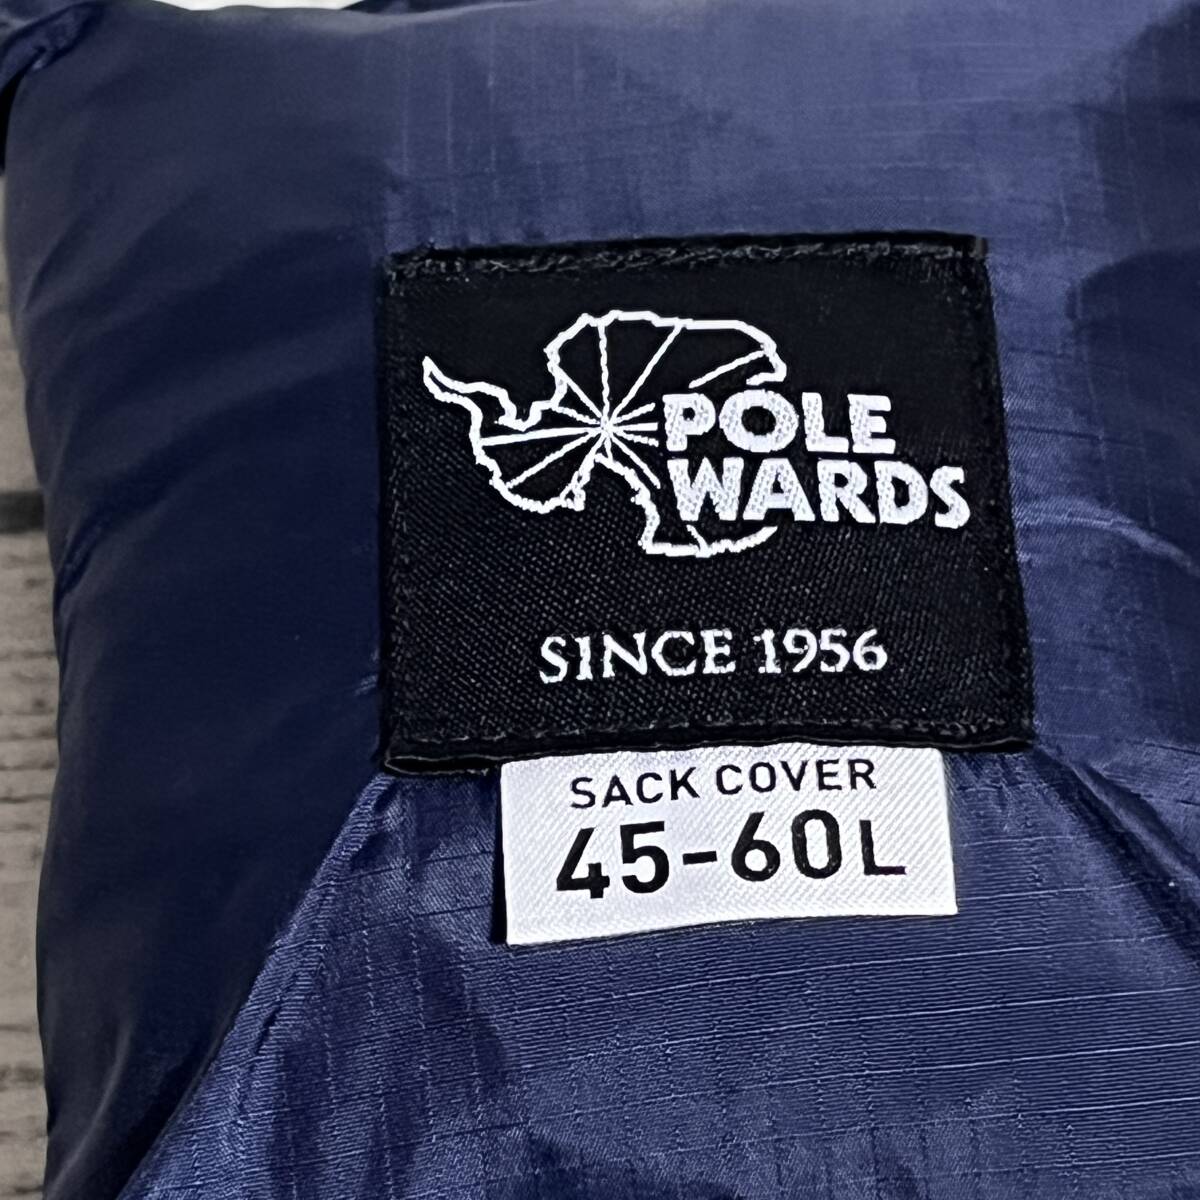 POLE
WARDS
SINCE 1956
SACK COVER
45-60L